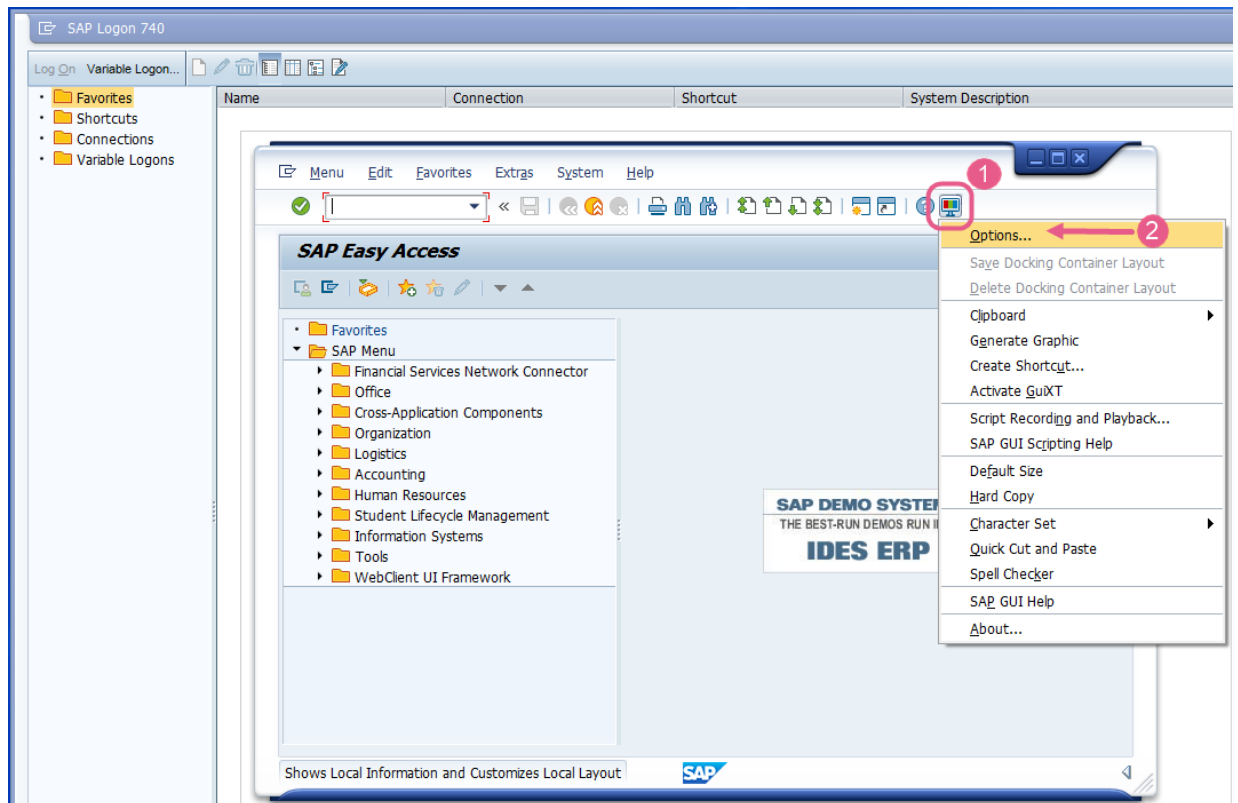 SAP Logon 740
Log On Variable Logon...
Favorites
Shortcuts
Connections
Variable Logons
Name Connection Shortcut System Description
Menu Edit Favorites Extras System Help
1
SAP Easy Access
Favorites
SAP Menu
Financial Services Network Connector
Office
Cross-Application Components
Organization
Logistics
Accounting
Human Resources
Student Lifecycle Management
Information Systems
Tools
WebClient UI Framework
SAP DEMO SYSTEM
THE BEST-RUN DEMOS RUN
IDES ERP
Options... 2
Save Docking Container Layout
Delete Docking Container Layout
Clipboard
Generate Graphic
Create Shortcut...
Activate GuiXT
Script Recording and Playback...
SAP GUI Scripting Help
Default Size
Hard Copy
Character Set
Quick Cut and Paste
Spell Checker
SAP GUI Help
About...
Shows Local Information and Customizes Local Layout SAP